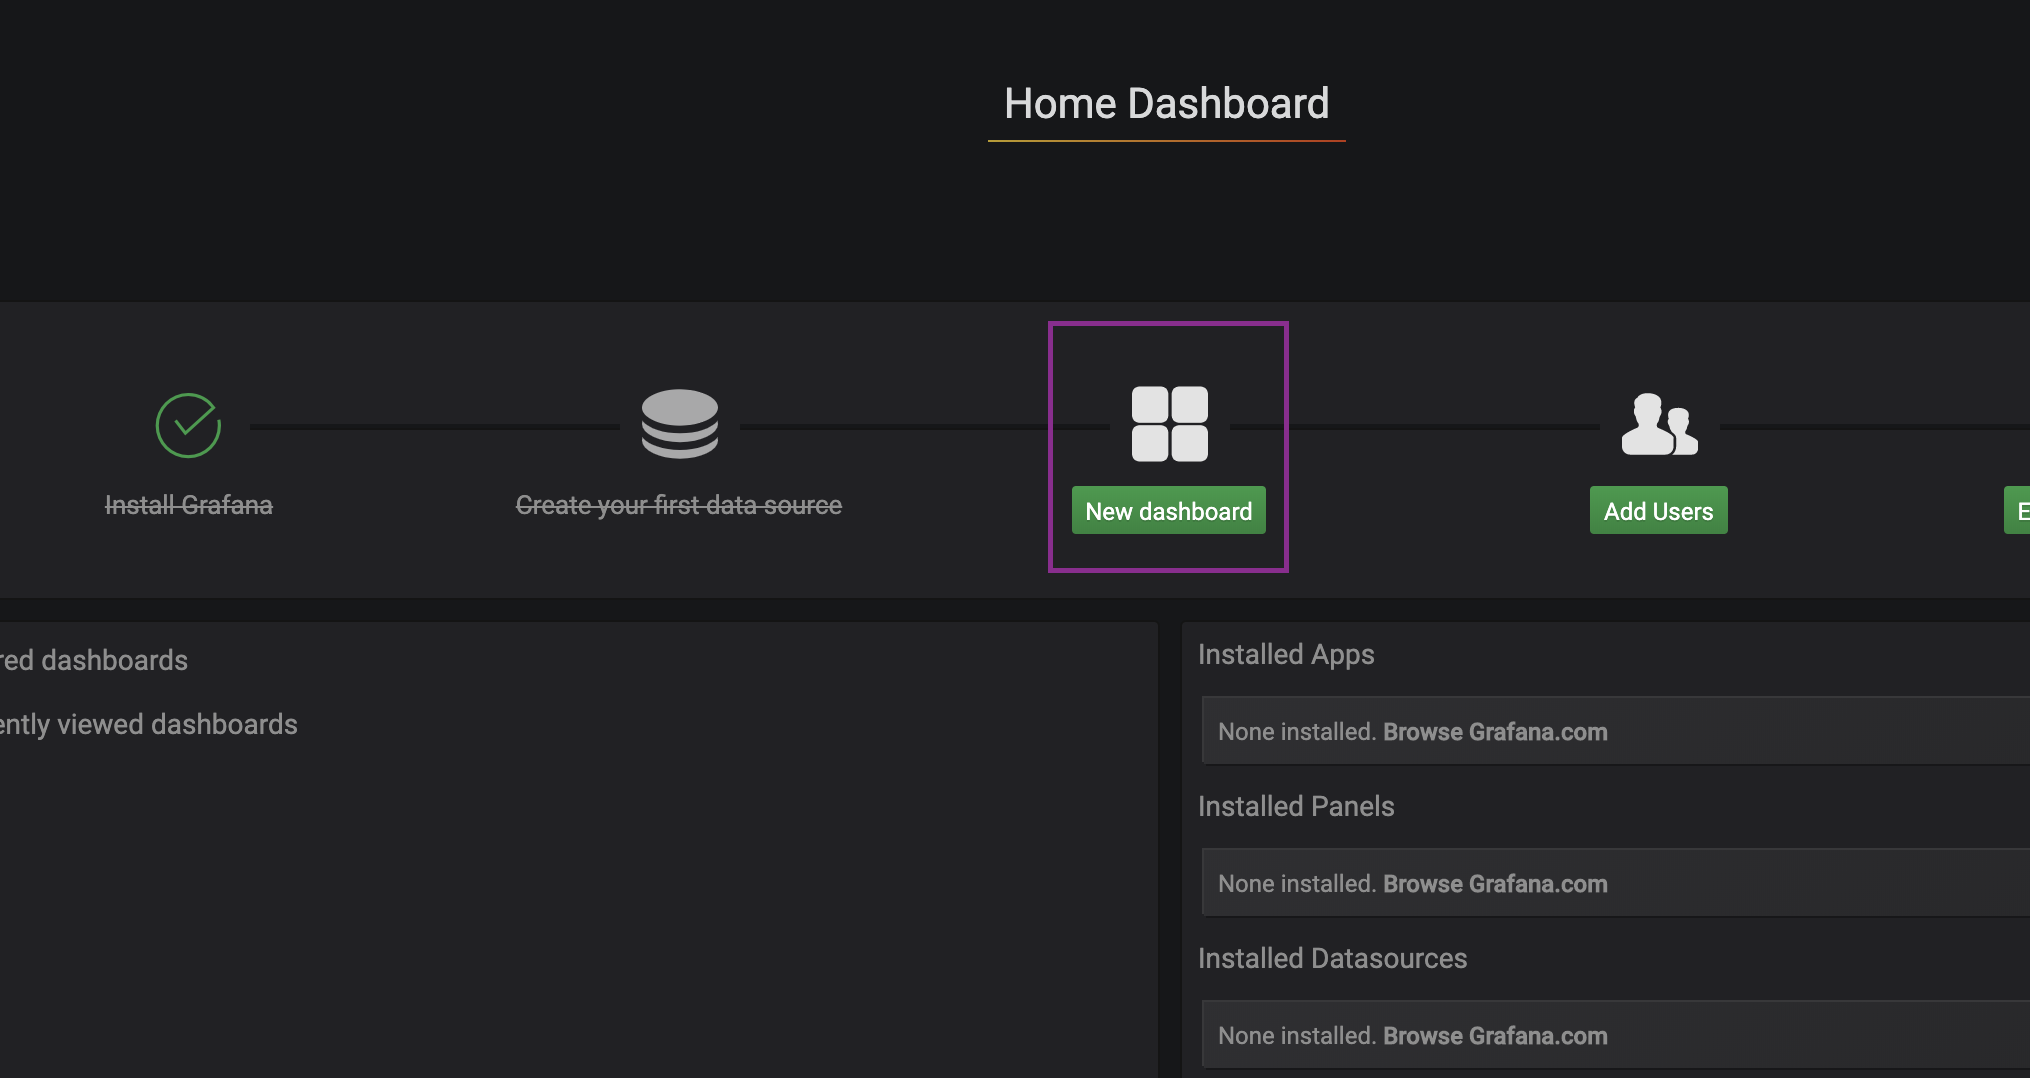 Home Dashboard
Install Grafana
Create your first data source
New dashboard
Add Users
E
red dashboards
ently viewed dashboards
Installed Apps
None installed. Browse Grafana.com
Installed Panels
None installed. Browse Grafana.com
Installed Datasources
None installed. Browse Grafana.com